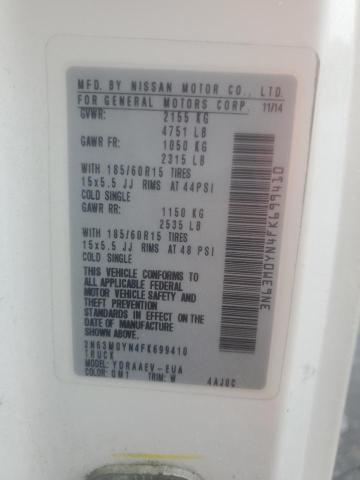 MFD. BY NISSAN MOTOR CO., LTD.
FOR GENERAL MOTORS CORP. 11/14
GVWR: 2155 KG
4751 LB
GAWR FR: 1050 KG
2315 LB
WITH 185/60R15 TIRES
15x5.5 JJ RIMS AT 44PSI
COLD SINGLE
GAWR RR: 1150 KG
2535 LB
WITH 185/60R15 TIRES
15x5.5 JJ RIMS AT 48 PSI
COLD SINGLE
THIS VEHICLE CONFORMS TO
ALL APPLICABLE FEDERAL
MOTOR VEHICLE SAFETY
AND THEFT PREVENTION
STANDARDS IN EFFECT ON
THE DATE OF MANUFACTURE
SHOWN ABOVE.
3N63M0YN4FK699410
TRUCK
MODEL: YDRAAEV-EUA
COLOR: QM1 TRIM: W 4AJ0C
3N63M0YN4FK699410